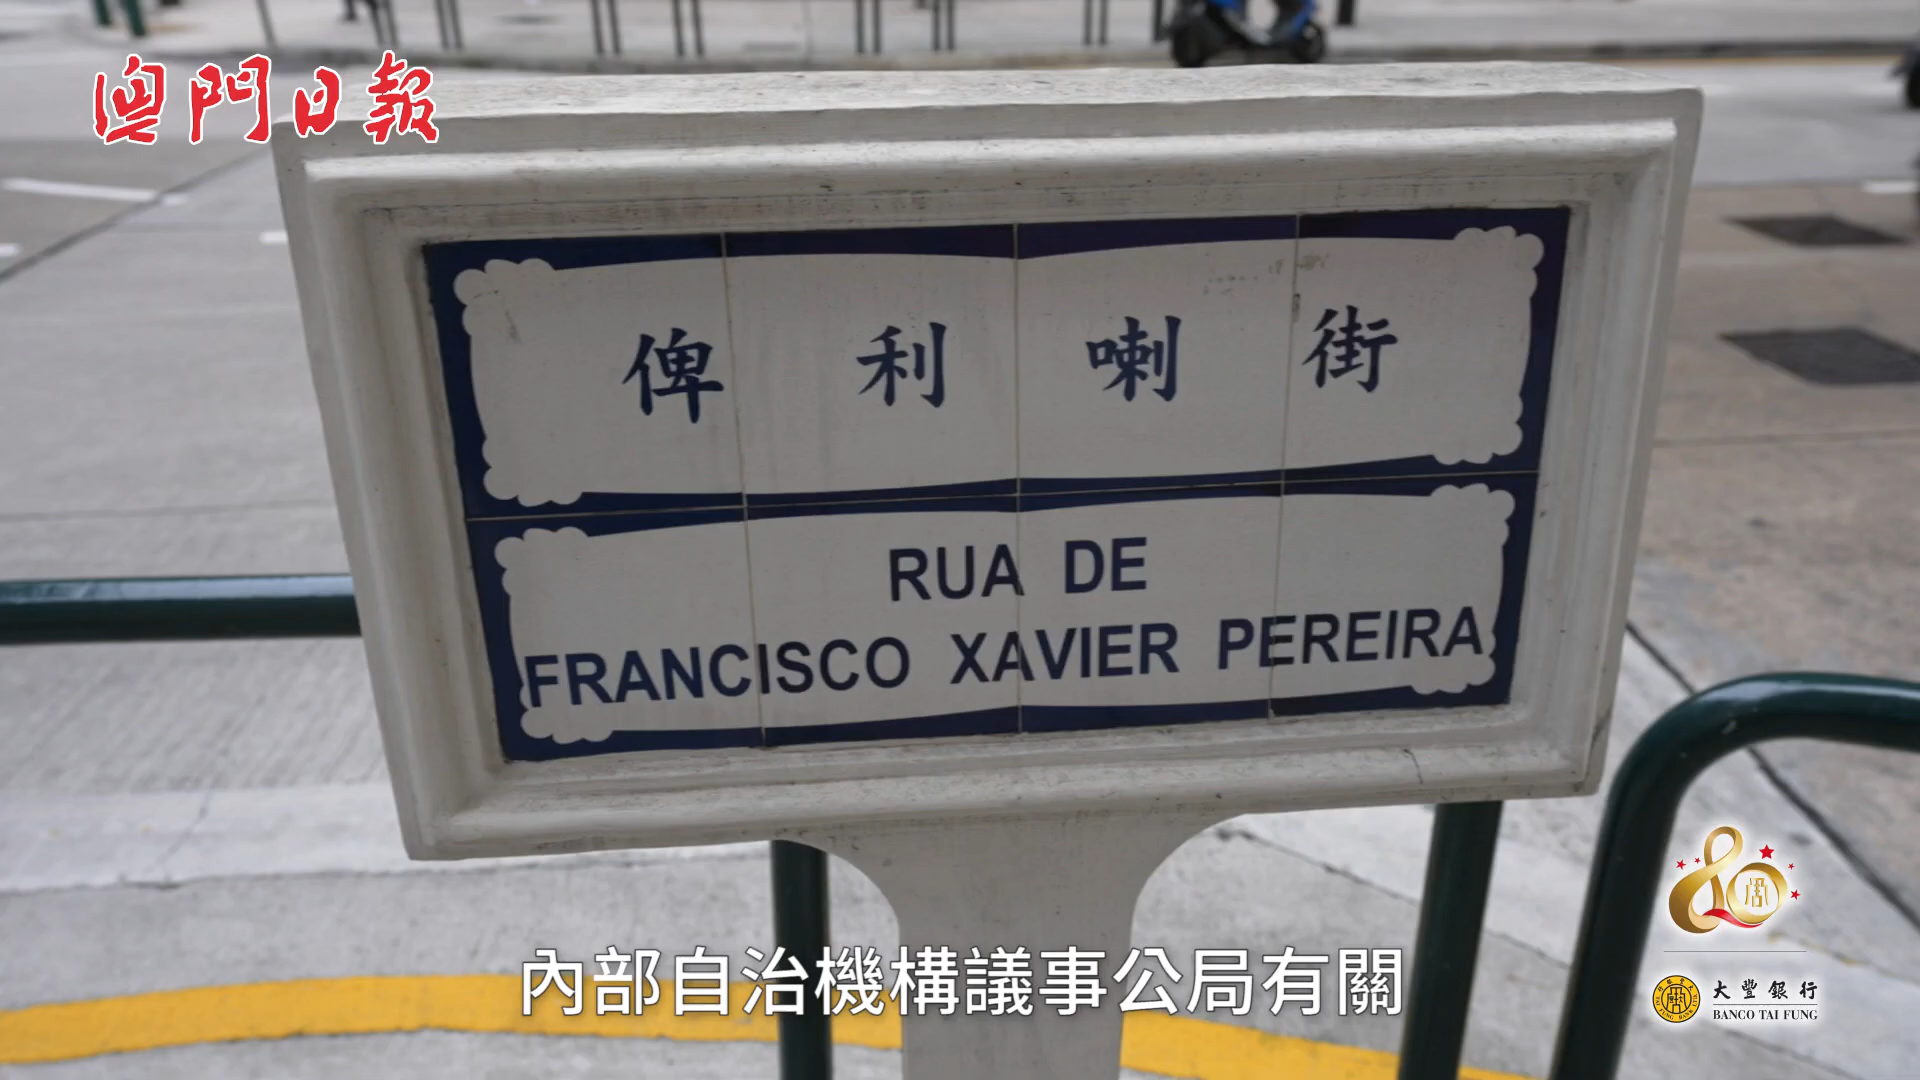 澳門日報
俾利喇街
RUA DE
FRANCISCO XAVIER PEREIRA
內部自治機構議事公局有關
80
大豐銀行
BANCO TAI FUNG